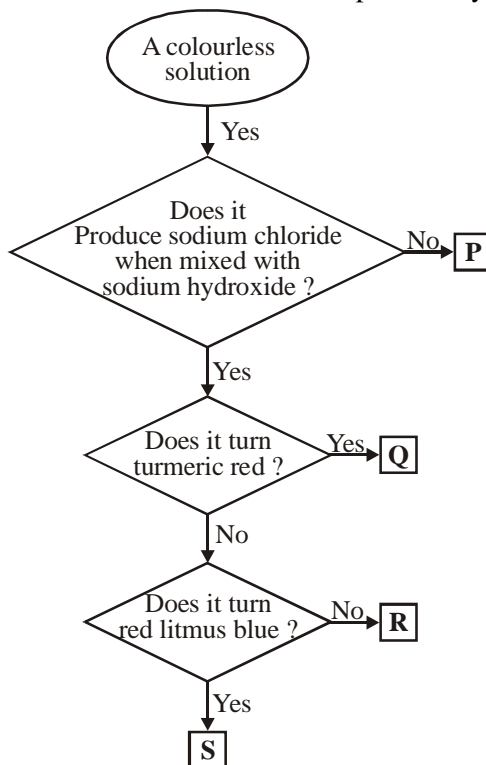 A colourless
solution
Yes
Does it
Produce sodium chloride
when mixed with
sodium hydroxide ?
No
P
Yes
Does it turn
turmeric red ?
Yes
Q
No
Does it turn
red litmus blue ?
No
R
Yes
S